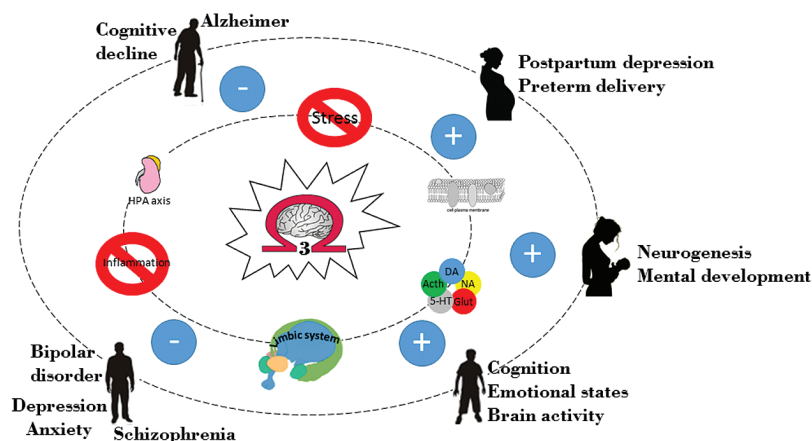 Alzheimer
Cognitive
decline
Postpartum depression
Preterm delivery
-
Stress
+
HPA axis
cell plasma membrane
Ω
3
Inflammation
+
Neurogenesis
Mental development
DA
Acth
NA
5-HT
Glut
Limbic system
-
+
Bipolar
disorder
Depression
Anxiety
Schizophrenia
Cognition
Emotional states
Brain activity